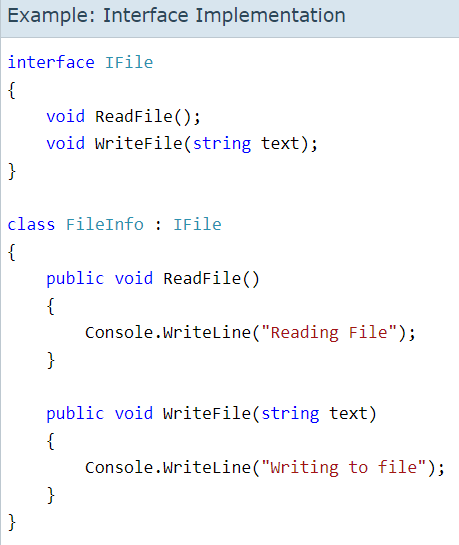 Example: Interface Implementation
interface IFile
{
    void ReadFile();
    void WriteFile(string text);
}
class FileInfo : IFile
{
    public void ReadFile()
    {
        Console.WriteLine("Reading File");
    }
    public void WriteFile(string text)
    {
        Console.WriteLine("Writing to file");
    }
}